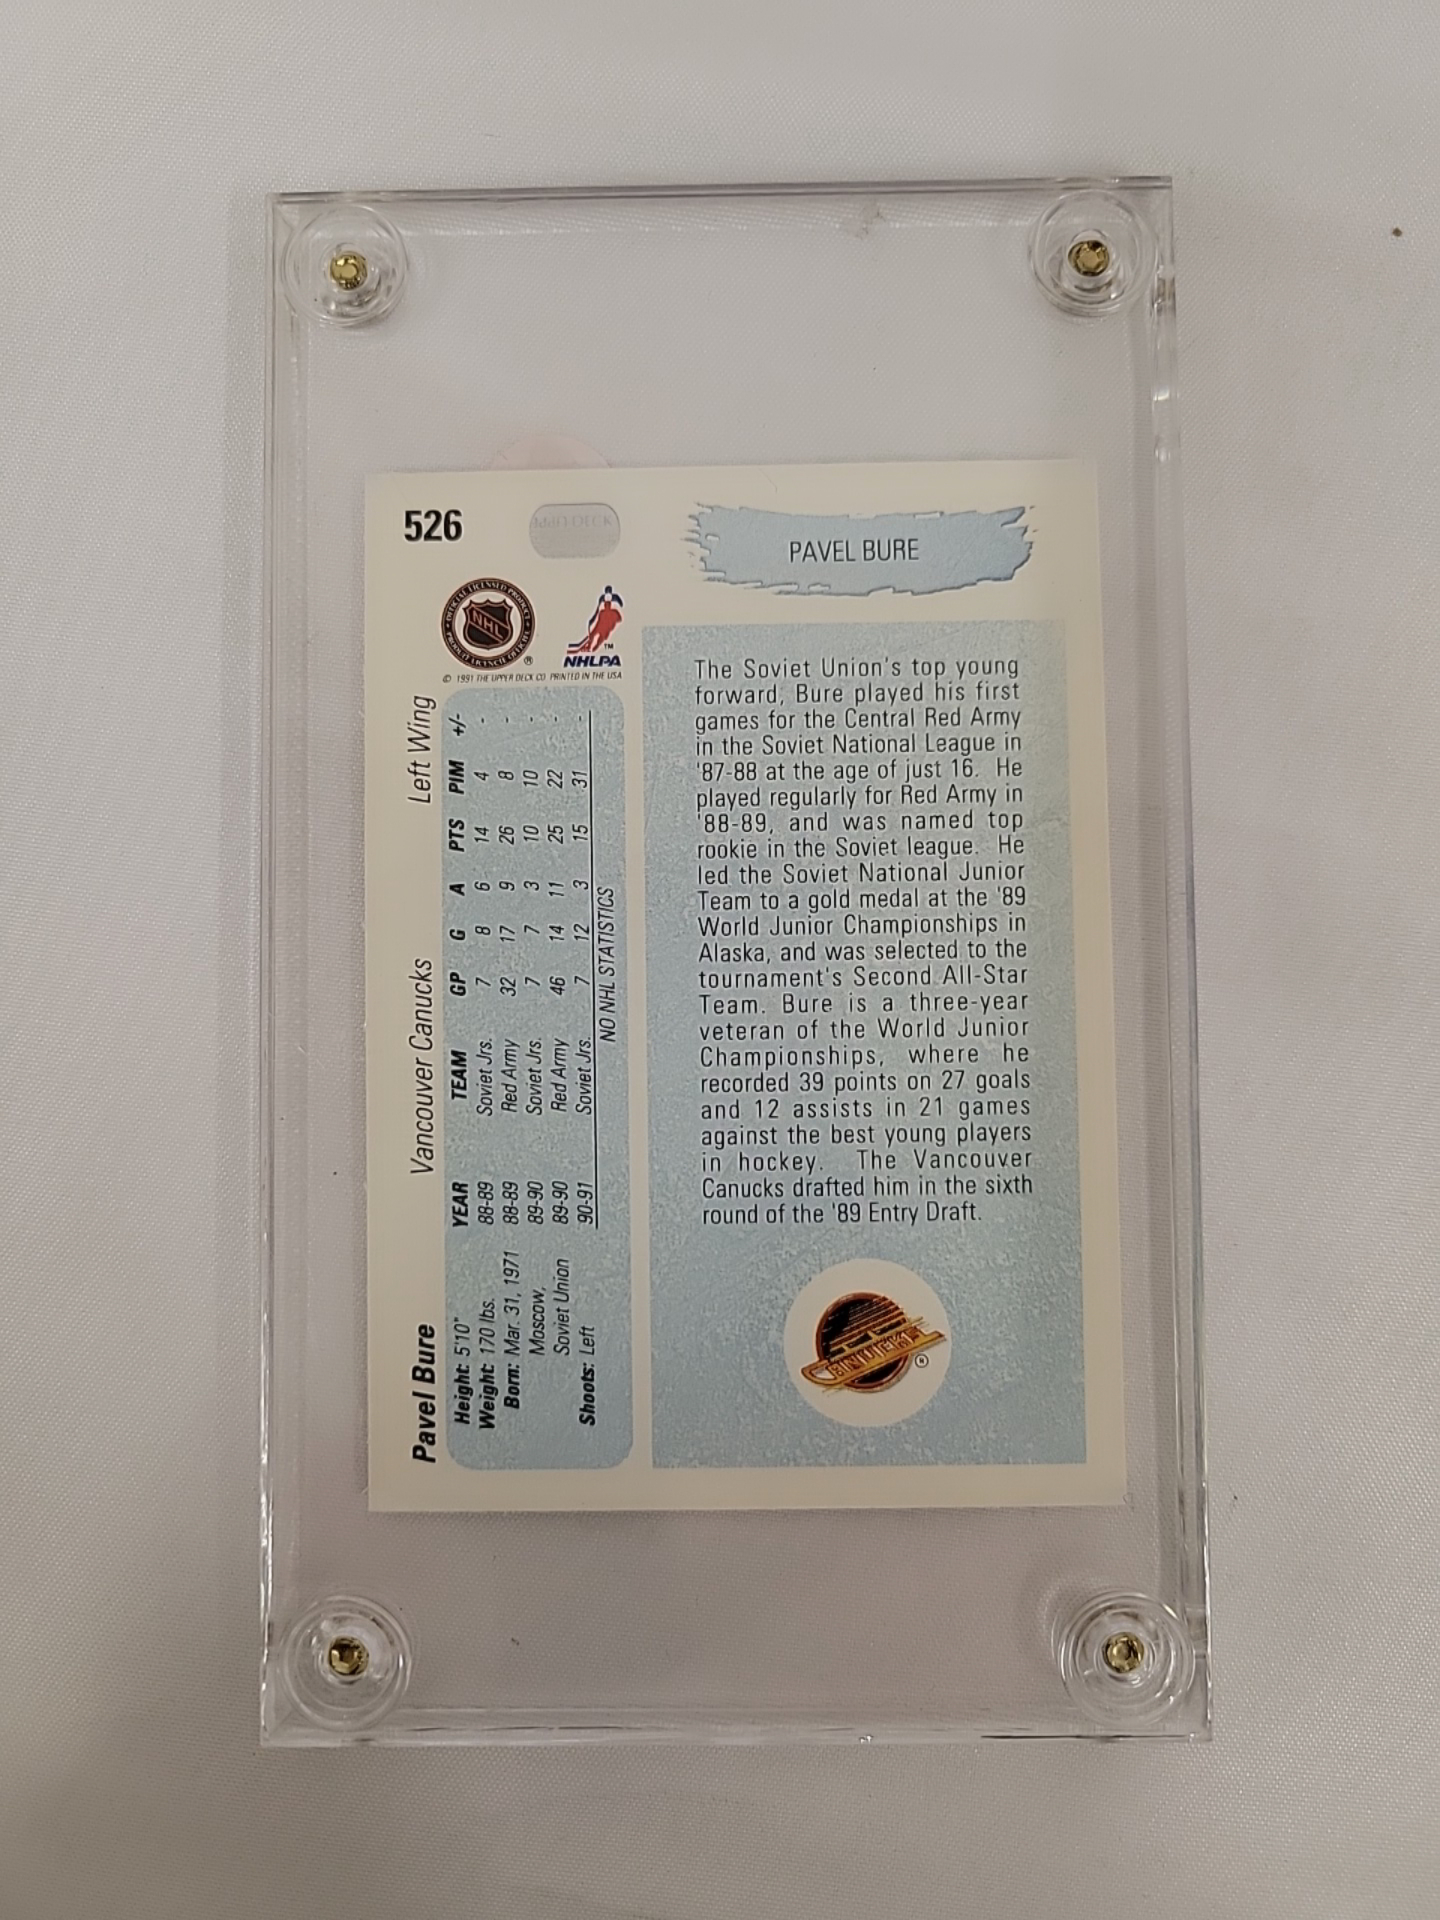 526
UPPER DECK
PAVEL BURE
NHL
®
™
NHLPA
© 1991 THE UPPER DECK CO. PRINTED IN THE USA
Pavel Bure Vancouver Canucks Left Wing
Height: 5'10"
Weight: 170 lbs.
Born: Mar. 31, 1971
Moscow,
Soviet Union
Shoots: Left
YEAR TEAM GP G A PTS PIM +/-
88-89 Soviet Jrs. 7 8 6 14 4 -
88-89 Red Army 32 17 9 26 8 -
89-90 Soviet Jrs. 7 7 3 10 10 -
89-90 Red Army 46 14 11 25 22 -
90-91 Soviet Jrs. 7 12 3 15 31 -
NO NHL STATISTICS
The Soviet Union's top young
forward, Bure played his first
games for the Central Red Army
in the Soviet National League in
'87-88 at the age of just 16. He
played regularly for Red Army in
'88-89, and was named top
rookie in the Soviet league. He
led the Soviet National Junior
Team to a gold medal at the '89
World Junior Championships in
Alaska, and was selected to the
tournament's Second All-Star
Team. Bure is a three-year
veteran of the World Junior
Championships, where he
recorded 39 points on 27 goals
and 12 assists in 21 games
against the best young players
in hockey. The Vancouver
Canucks drafted him in the sixth
round of the '89 Entry Draft.
CANUCKS
®